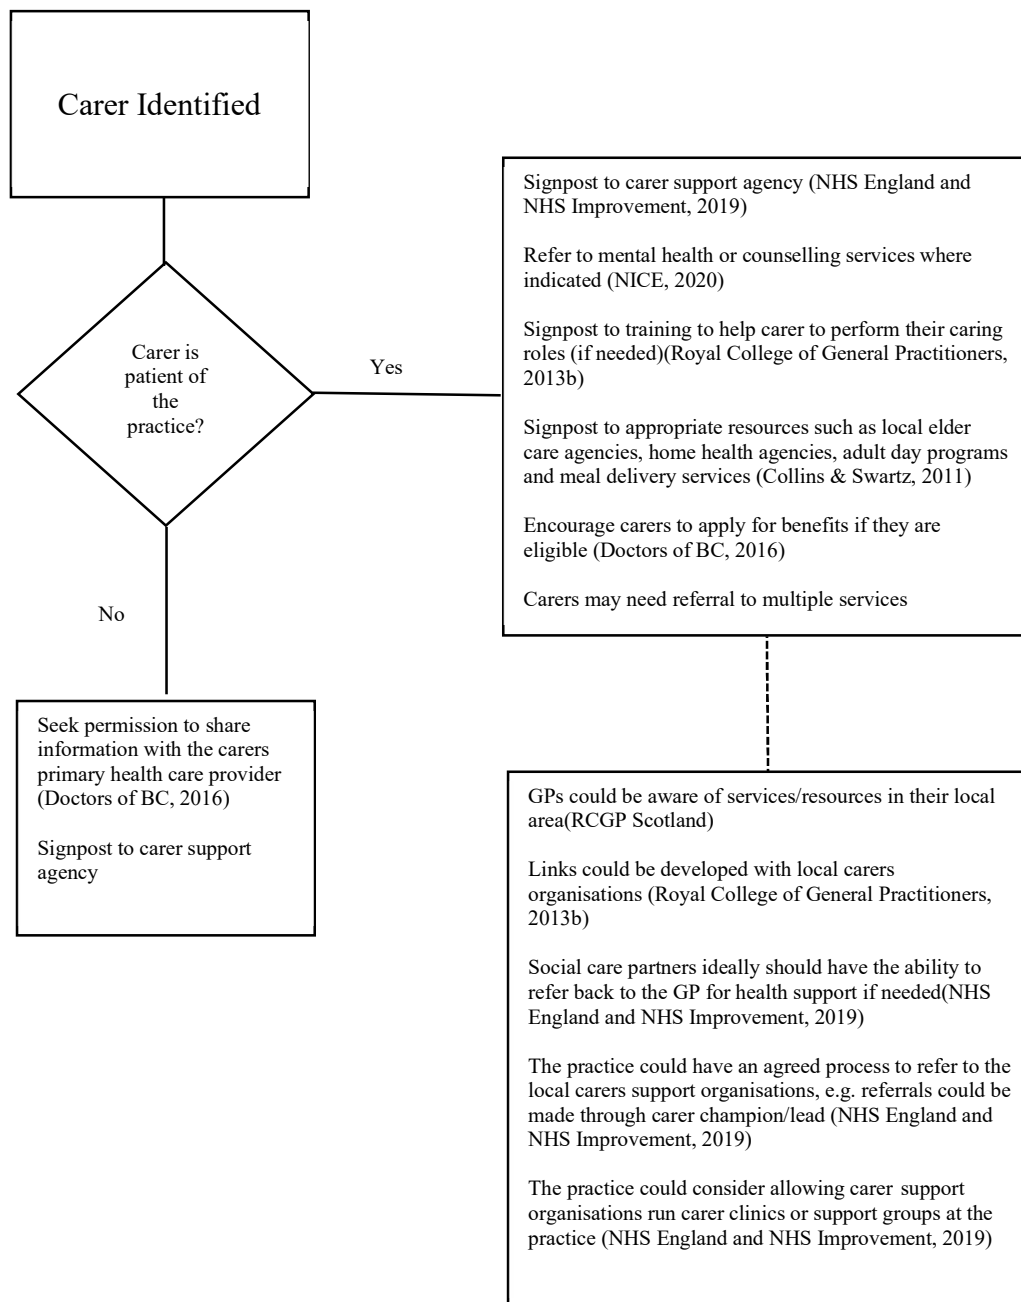 Carer Identified
Carer is
patient of
the
practice?
Yes
Signpost to carer support agency (NHS England and
NHS Improvement, 2019)
Refer to mental health or counselling services where
indicated (NICE, 2020)
Signpost to training to help carer to perform their caring
roles (if needed)(Royal College of General Practitioners,
2013b)
Signpost to appropriate resources such as local elder
care agencies, home health agencies, adult day programs
and meal delivery services (Collins & Swartz, 2011)
Encourage carers to apply for benefits if they are
eligible (Doctors of BC, 2016)
Carers may need referral to multiple services
No
Seek permission to share
information with the carers
primary health care provider
(Doctors of BC, 2016)
Signpost to carer support
agency
GPs could be aware of services/resources in their local
area(RCGP Scotland)
Links could be developed with local carers
organisations (Royal College of General Practitioners,
2013b)
Social care partners ideally should have the ability to
refer back to the GP for health support if needed(NHS
England and NHS Improvement, 2019)
The practice could have an agreed process to refer to the
local carers support organisations, e.g. referrals could be
made through carer champion/lead (NHS England and
NHS Improvement, 2019)
The practice could consider allowing carer support
organisations run carer clinics or support groups at the
practice (NHS England and NHS Improvement, 2019)